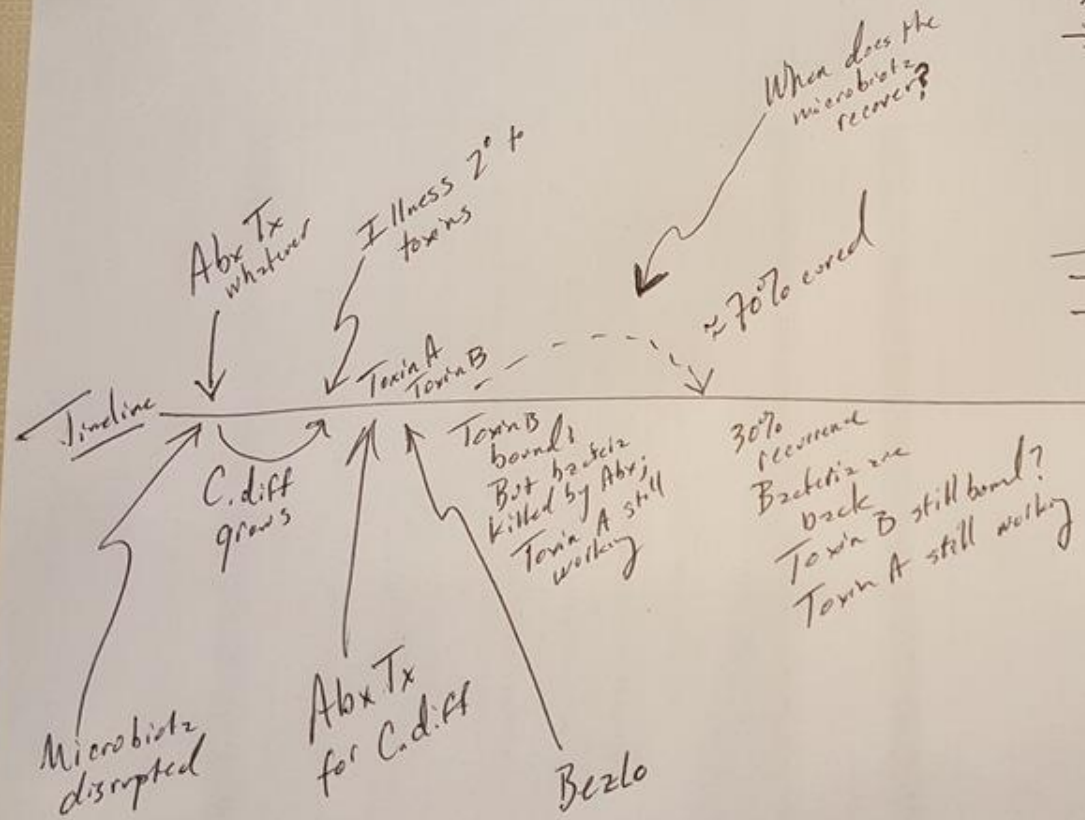 When does the
microbiota
recover?
Illness 2° to
toxins
Abx Tx
whatever
≈ 70% cured
Toxin A
Toxin B
Timeline
C. diff
grows
Toxin B
bound;
But bacteria
killed by Abx;
Toxin A still
working
30%
recurrence
Bacteria are
back
Toxin B still bound?
Toxin A still working
Microbiota
disrupted
Abx Tx
for C. diff
Bezlo